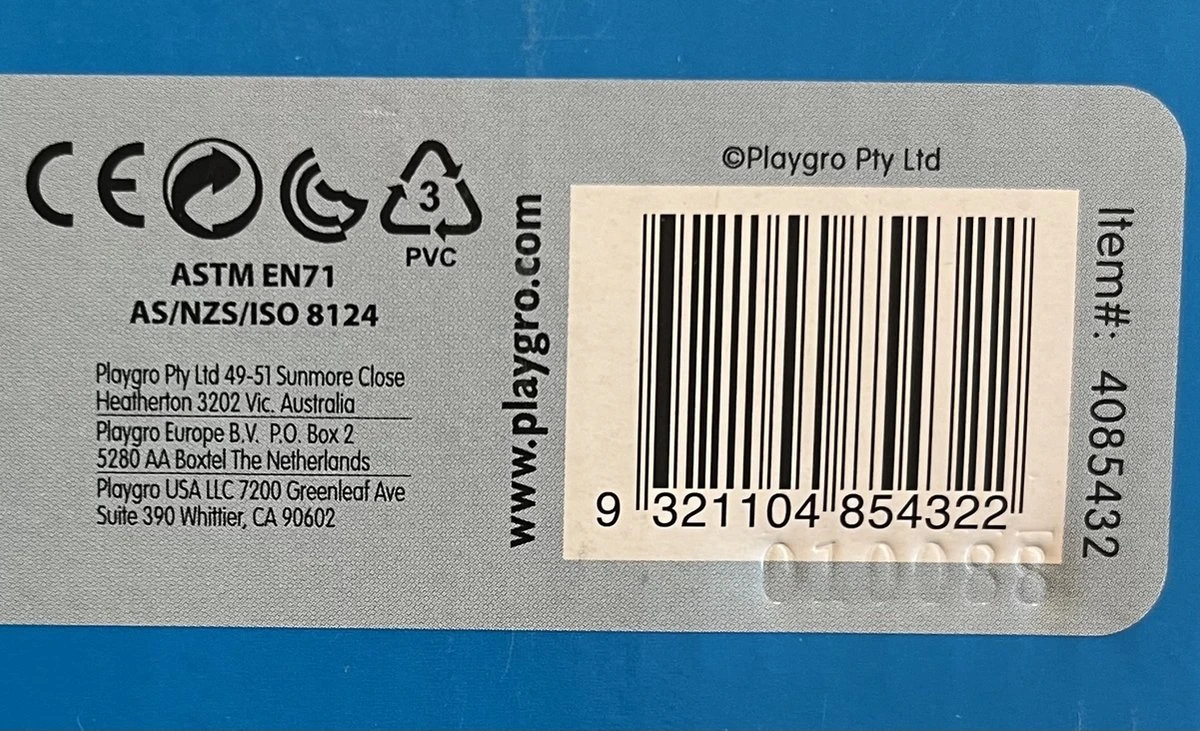 CE
3
PVC
ASTM EN71
AS/NZS/ISO 8124
Playgro Pty Ltd 49-51 Sunmore Close
Heatherton 3202 Vic. Australia
Playgro Europe B.V. P.O. Box 2
5280 AA Boxtel The Netherlands
Playgro USA LLC 7200 Greenleaf Ave
Suite 390 Whittier, CA 90602
www.playgro.com
©Playgro Pty Ltd
9 321104 854322
010088
Item#: 4085432